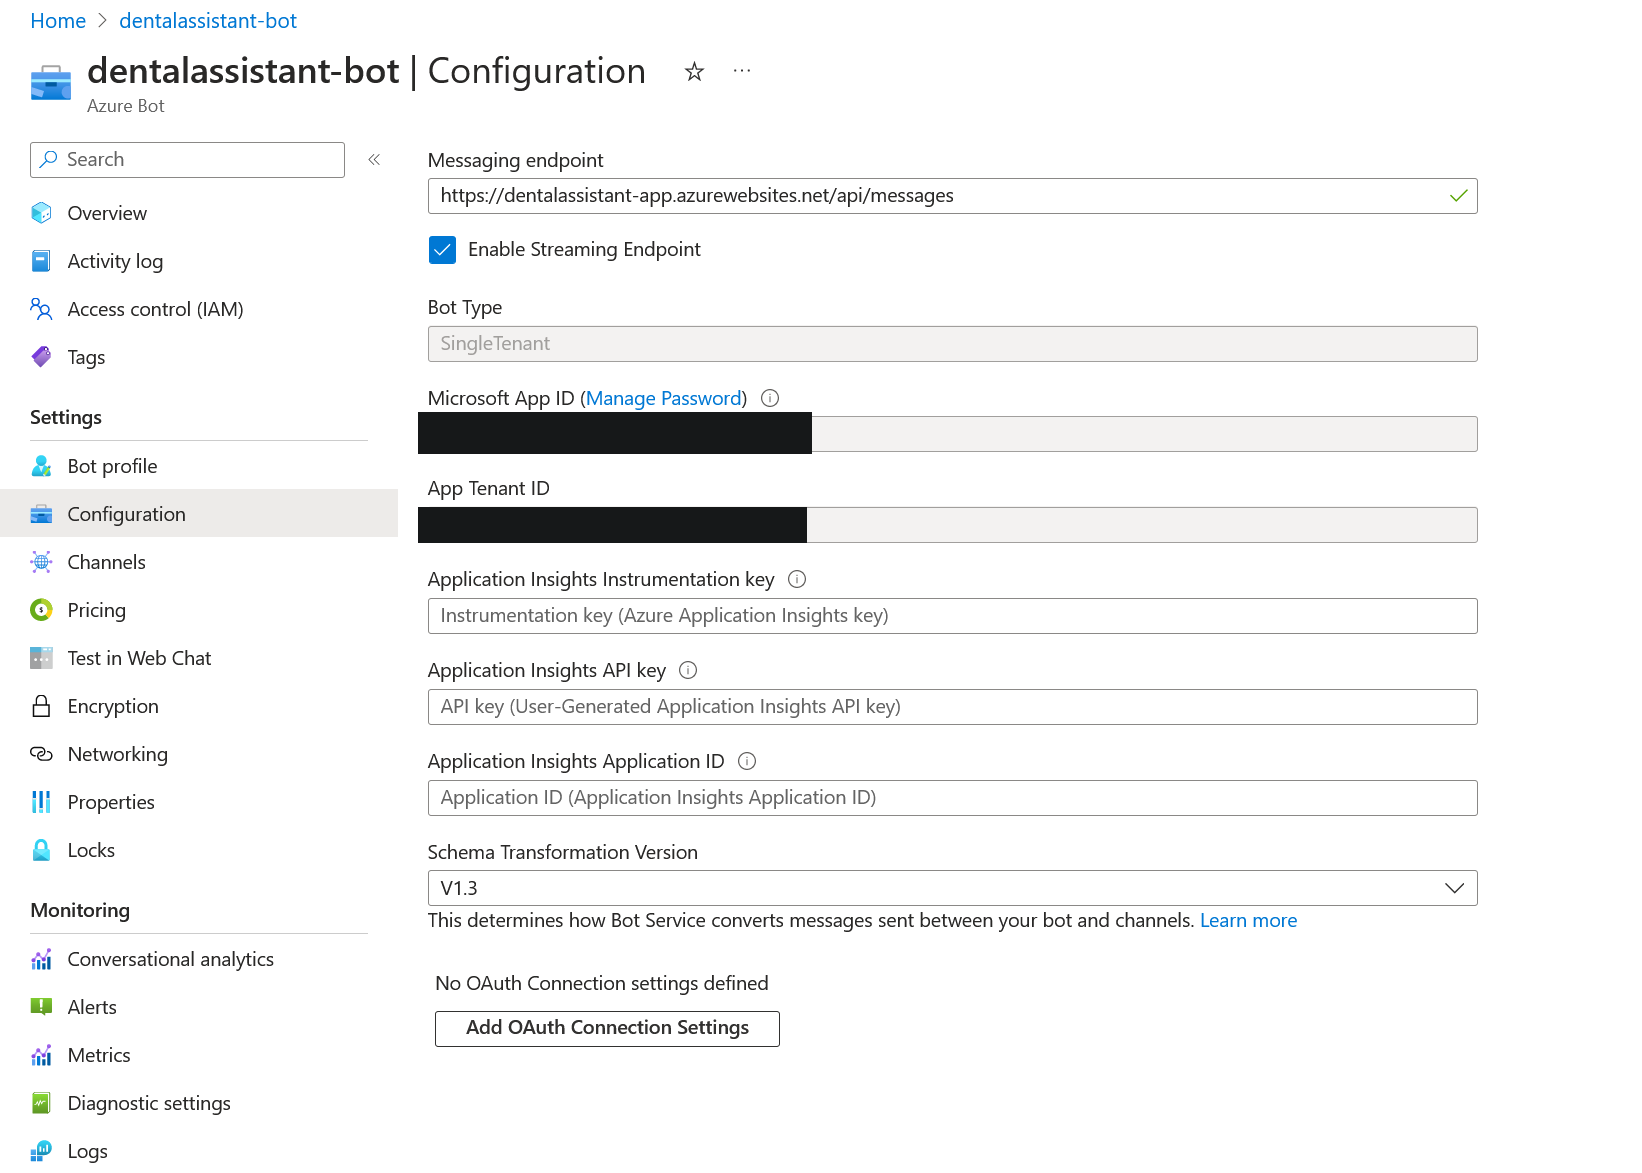 Home > dentalassistant-bot
dentalassistant-bot | Configuration
Azure Bot
Search
Overview
Activity log
Access control (IAM)
Tags
Settings
Bot profile
Configuration
Channels
Pricing
Test in Web Chat
Encryption
Networking
Properties
Locks
Monitoring
Conversational analytics
Alerts
Metrics
Diagnostic settings
Logs
Messaging endpoint
https://dentalassistant-app.azurewebsites.net/api/messages
Enable Streaming Endpoint
Bot Type
SingleTenant
Microsoft App ID (Manage Password)
App Tenant ID
Application Insights Instrumentation key
Instrumentation key (Azure Application Insights key)
Application Insights API key
API key (User-Generated Application Insights API key)
Application Insights Application ID
Application ID (Application Insights Application ID)
Schema Transformation Version
V1.3
This determines how Bot Service converts messages sent between your bot and channels. Learn more
No OAuth Connection settings defined
Add OAuth Connection Settings